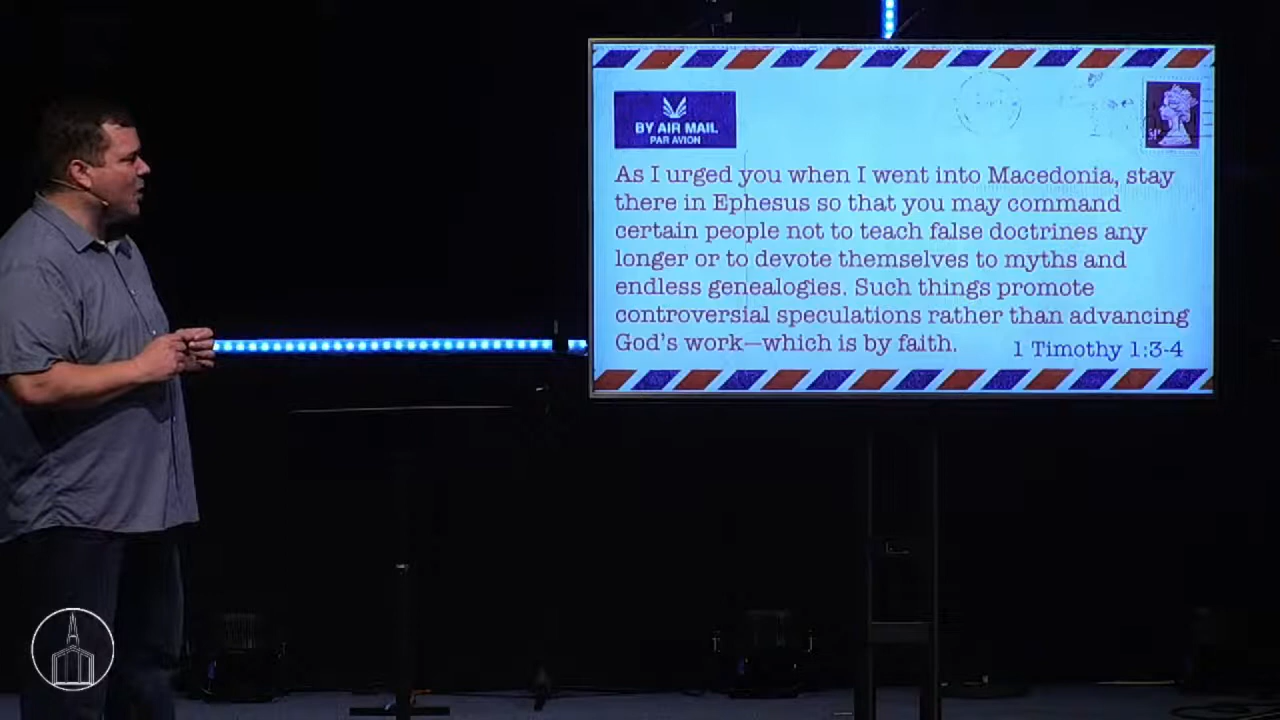 BY AIR MAIL
PAR AVION
As I urged you when I went into Macedonia, stay
there in Ephesus so that you may command
certain people not to teach false doctrines any
longer or to devote themselves to myths and
endless genealogies. Such things promote
controversial speculations rather than advancing
God's work—which is by faith.
1 Timothy 1:3-4